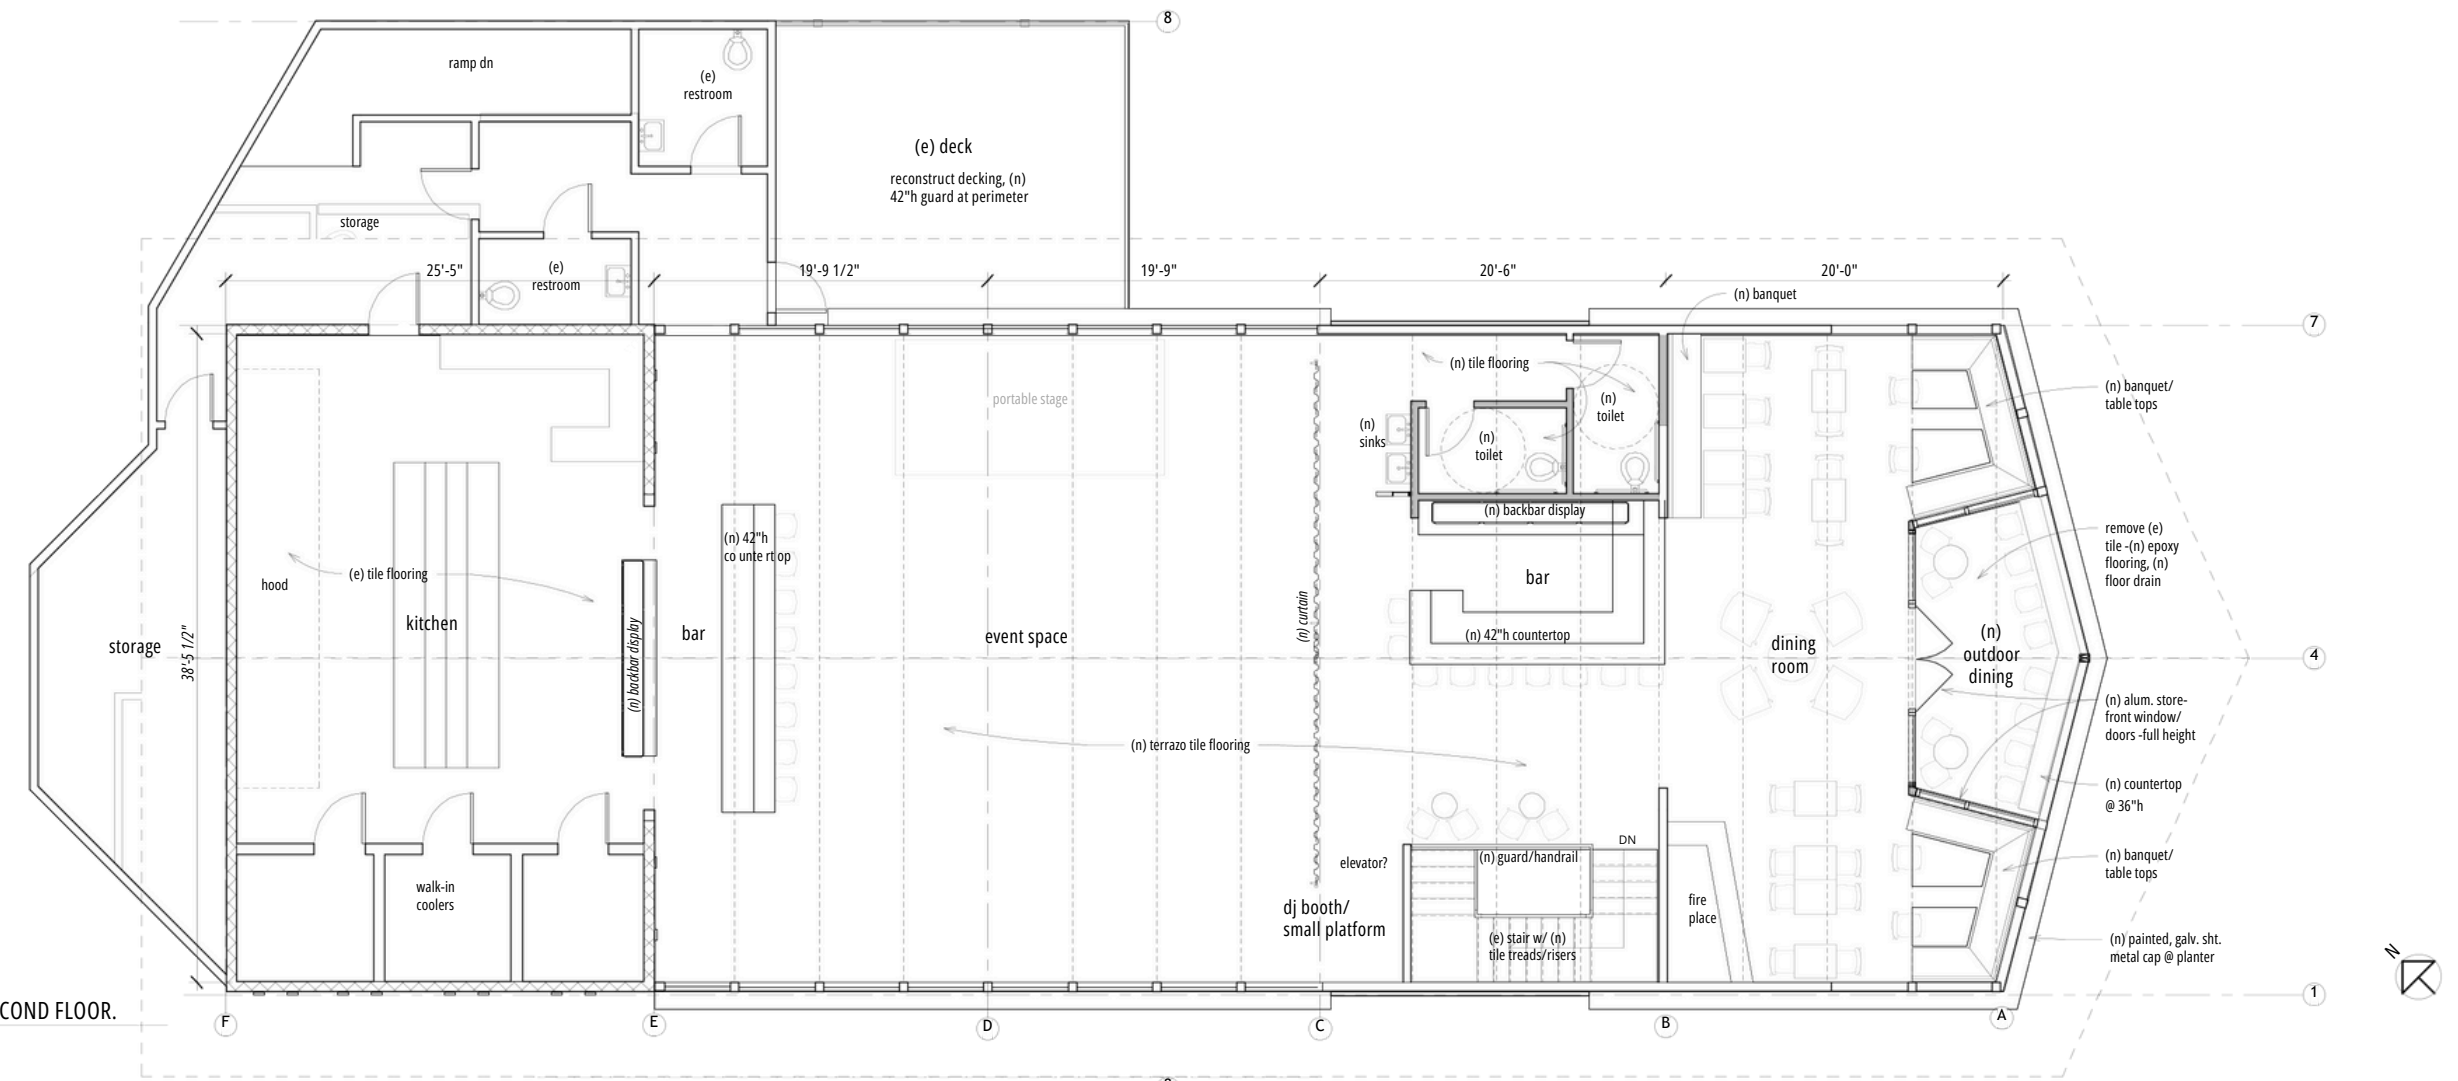 8
ramp dn
(e)
restroom
(e) deck
reconstruct decking, (n)
42"h guard at perimeter
storage
(e)
restroom
25'-5"
19'-9 1/2"
19'-9"
20'-6"
20'-0"
(n) banquet
7
(n) tile flooring
portable stage
(n)
toilet
(n)
sinks
(n)
toilet
(n) banquet/
table tops
(n) backbar display
(n) 42"h
co unte rt op
remove (e)
tile -(n) epoxy
flooring, (n)
floor drain
hood
(e) tile flooring
kitchen
bar
(n) 42"h countertop
(n) curtain
storage
38'-5 1/2"
(n) backbar display
bar
event space
dining
room
(n)
outdoor
dining
4
(n) alum. store-
front window/
doors -full height
(n) terrazo tile flooring
(n) countertop
@ 36"h
DN
elevator?
(n) guard/handrail
(n) banquet/
table tops
walk-in
coolers
dj booth/
small platform
fire
place
(e) stair w/ (n)
tile treads/risers
(n) painted, galv. sht.
metal cap @ planter
N
1
COND FLOOR.
F
E
D
C
B
A